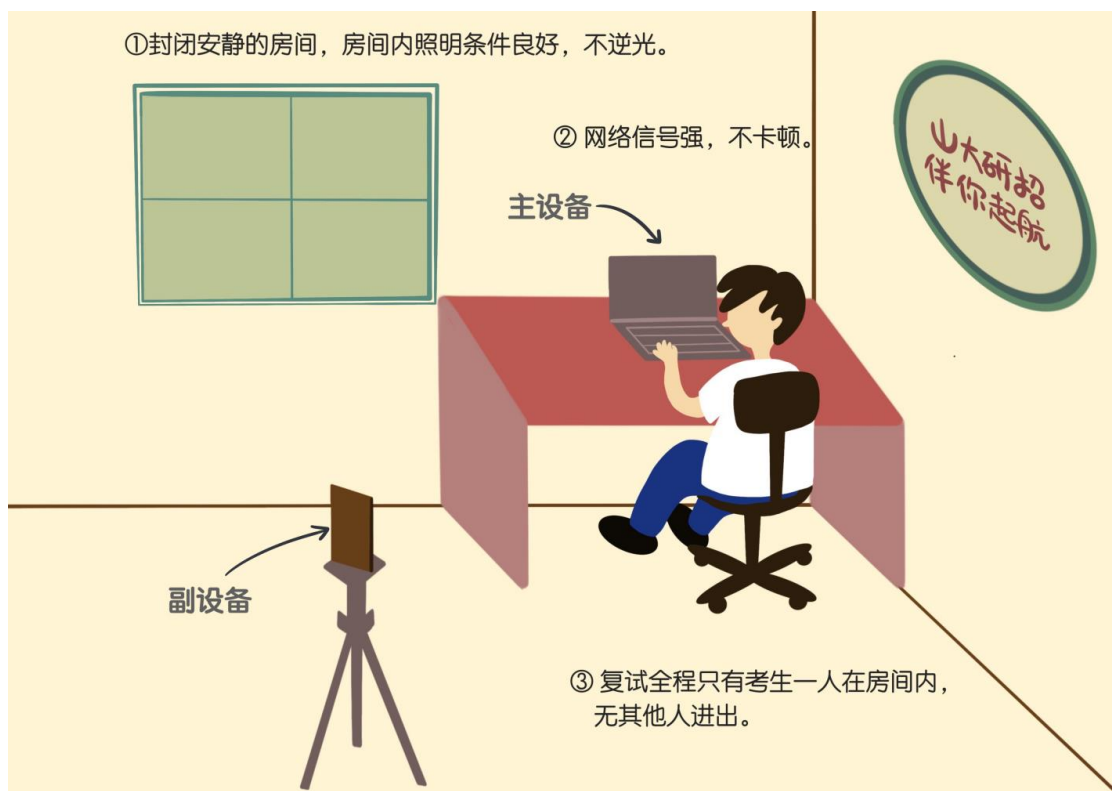 ①封闭安静的房间，房间内照明条件良好，不逆光。
② 网络信号强，不卡顿。
山大研招
伴你起航
主设备
副设备
③ 复试全程只有考生一人在房间内，
无其他人进出。